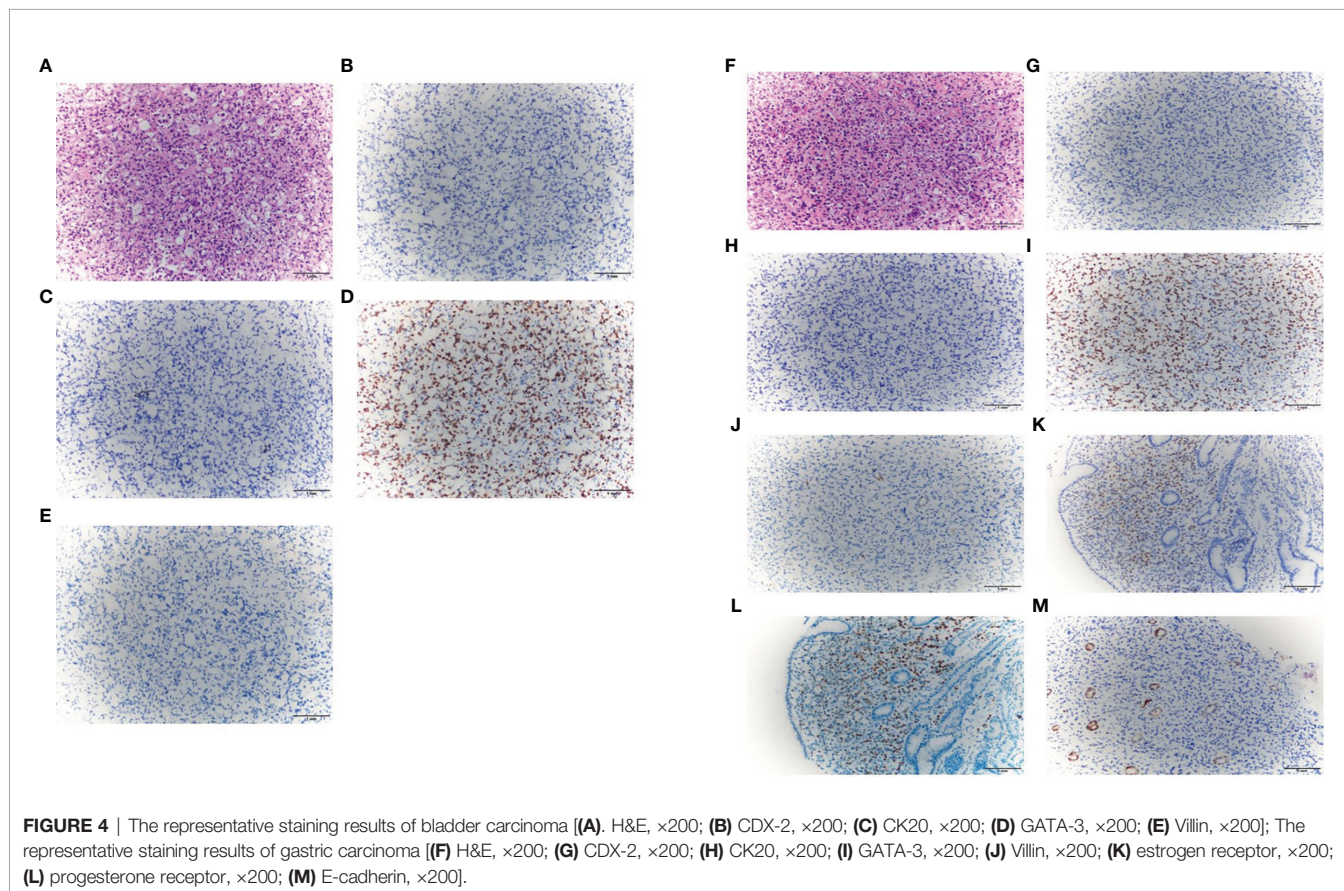 A
B
C
D
E
F
G
H
I
J
K
L
M
FIGURE 4 | The representative staining results of bladder carcinoma [(A). H&E, ×200; (B) CDX-2, ×200; (C) CK20, ×200; (D) GATA-3, ×200; (E) Villin, ×200]; The
representative staining results of gastric carcinoma [(F) H&E, ×200; (G) CDX-2, ×200; (H) CK20, ×200; (I) GATA-3, ×200; (J) Villin, ×200; (K) estrogen receptor, ×200;
(L) progesterone receptor, ×200; (M) E-cadherin, ×200].